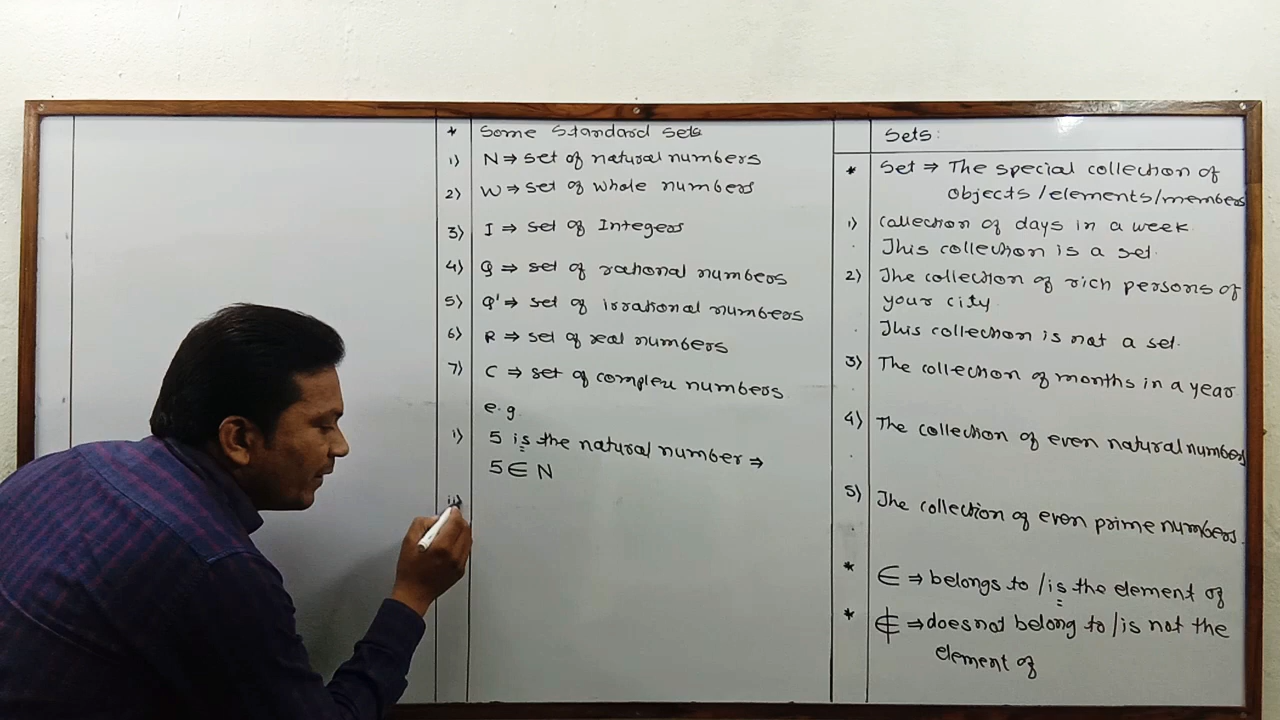 Sets:
* Set ⇒ The special collection of
objects/elements/members
1) Collection of days in a week.
This collection is a set.
2) The collection of rich persons of
your city.
This collection is not a set.
3) The collection of months in a year
4) The collection of even natural numbers
5) The collection of even prime numbers.
* ∈ ⇒ belongs to/is the element of
* ∉ ⇒ does not belong to/is not the
element of
* Some Standard Sets
1) N ⇒ set of natural numbers
2) W ⇒ set of whole numbers
3) I ⇒ set of Integers
4) Q ⇒ set of rational numbers
5) Q' ⇒ set of irrational numbers
6) R ⇒ set of real numbers
7) C ⇒ set of complex numbers
e.g.
i) 5 is the natural number ⇒
5 ∈ N
ii)